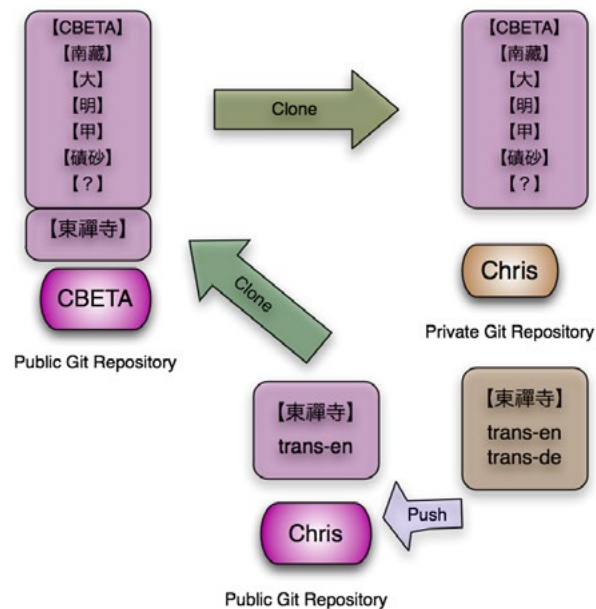 【CBETA】
【南藏】
【大】
【明】
【甲】
【磧砂】
【？】
【東禪寺】
CBETA
Public Git Repository
Clone
【CBETA】
【南藏】
【大】
【明】
【甲】
【磧砂】
【？】
Chris
Private Git Repository
Clone
【東禪寺】
trans-en
Chris
Public Git Repository
【東禪寺】
trans-en
trans-de
Push